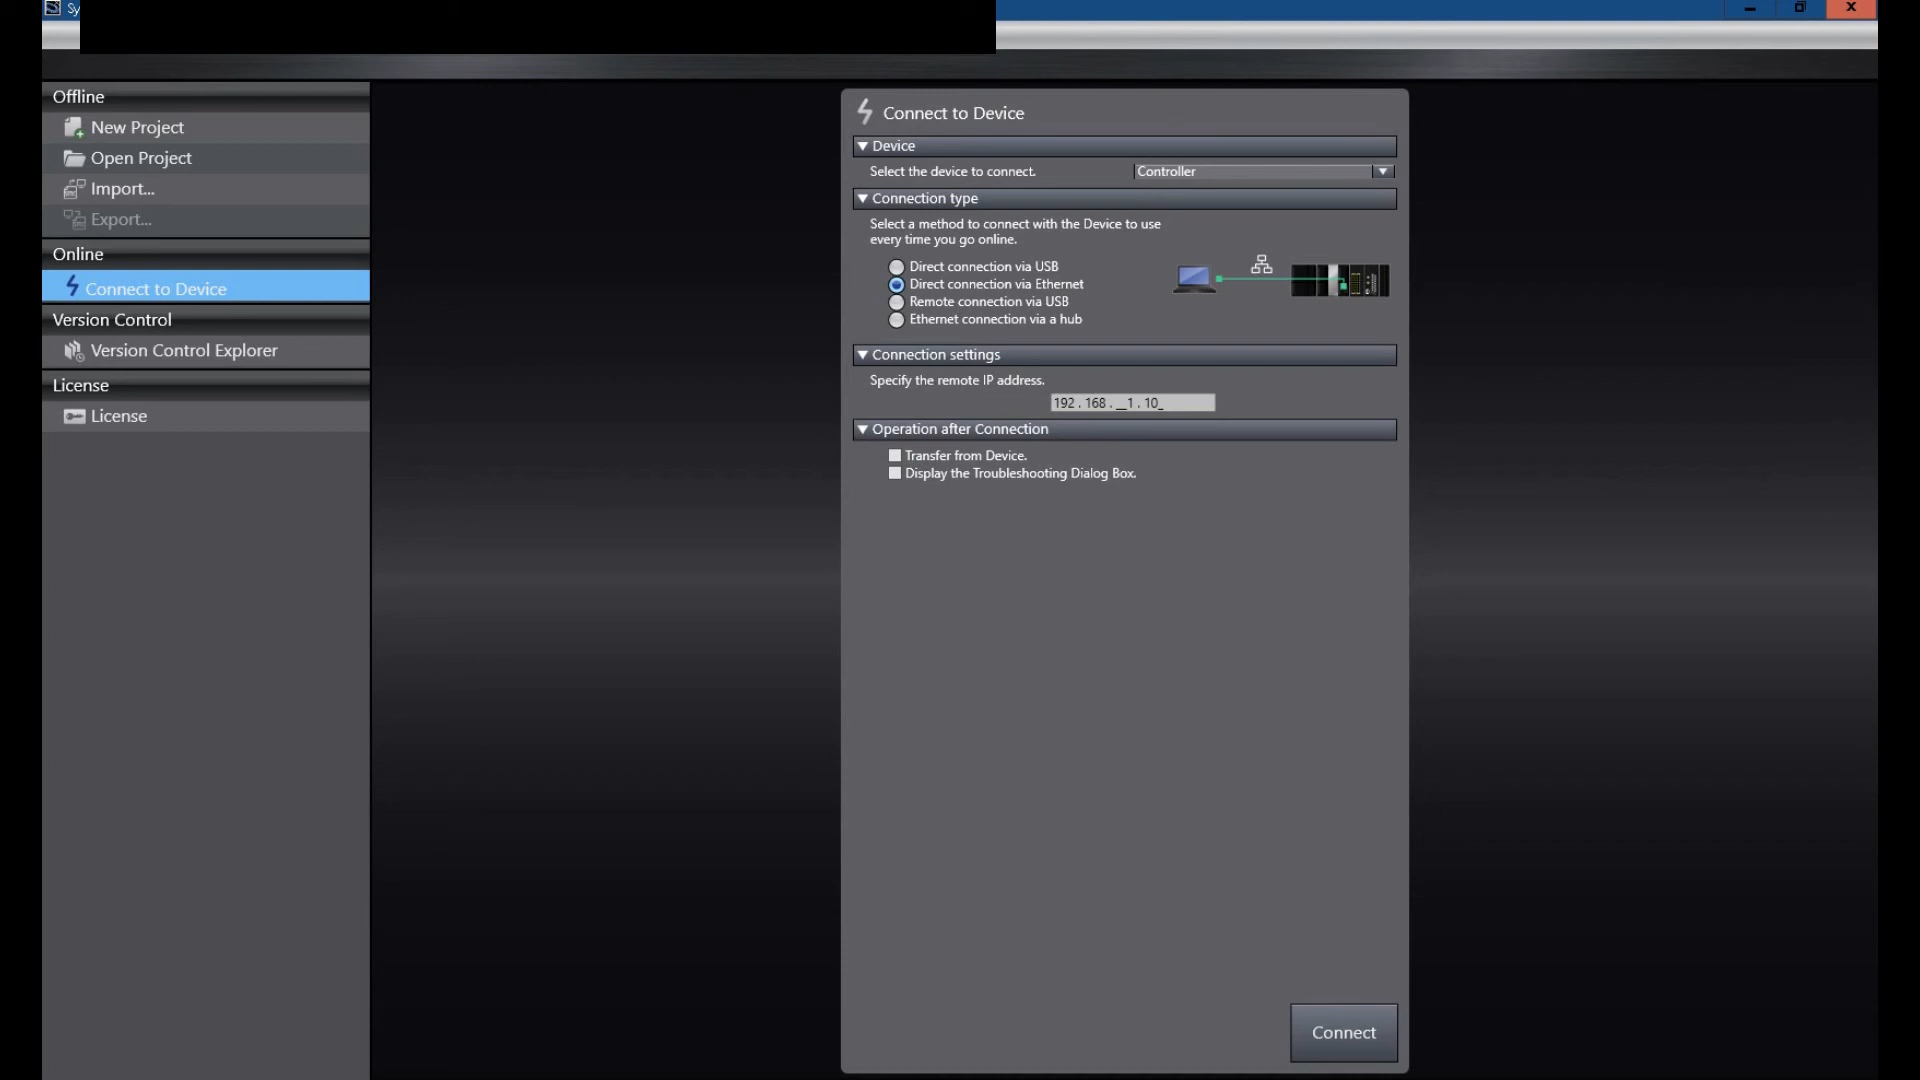 Sy
Offline
New Project
Open Project
Import...
Export...
Online
Connect to Device
Version Control
Version Control Explorer
License
License
Connect to Device
Device
Select the device to connect.
Controller
Connection type
Select a method to connect with the Device to use
every time you go online.
Direct connection via USB
Direct connection via Ethernet
Remote connection via USB
Ethernet connection via a hub
Connection settings
Specify the remote IP address.
192 . 168 . __1 . 10_
Operation after Connection
Transfer from Device.
Display the Troubleshooting Dialog Box.
Connect